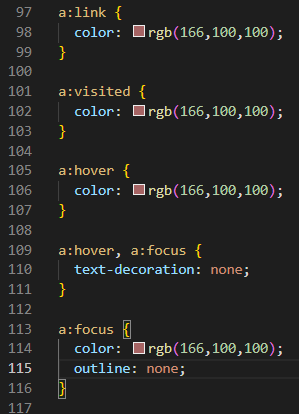 97 a:link {
98 color: rgb(166,100,100);
99 }
100
101 a:visited {
102 color: rgb(166,100,100);
103 }
104
105 a:hover {
106 color: rgb(166,100,100);
107 }
108
109 a:hover, a:focus {
110 text-decoration: none;
111 }
112
113 a:focus {
114 color: rgb(166,100,100);
115 outline: none;
116 }
117